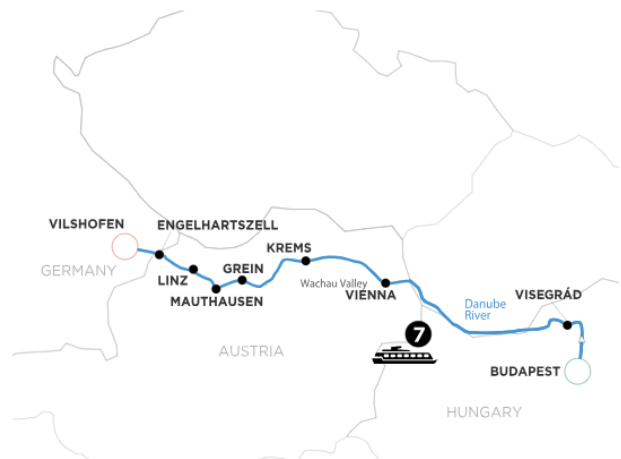 VILSHOFEN
ENGELHARTSZELL
GERMANY
LINZ
MAUTHAUSEN
GREIN
KREMS
Wachau Valley
VIENNA
Danube
River
VISEGRÁD
7
AUSTRIA
BUDAPEST
HUNGARY